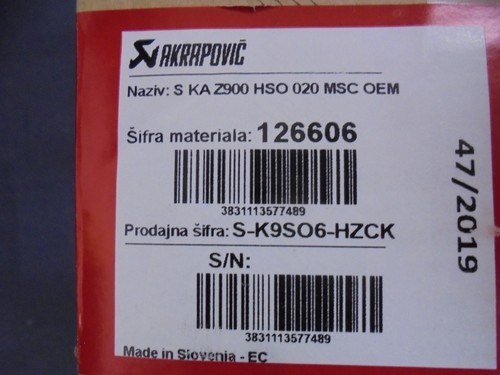 AKRAPOVIČ
Naziv: S KA Z900 HSO 020 MSC OEM
Šifra materiala: 126606
3831113577489
Prodajna šifra: S-K9SO6-HZCK
S/N:
3831113577489
Made in Slovenia - EC
47/2019